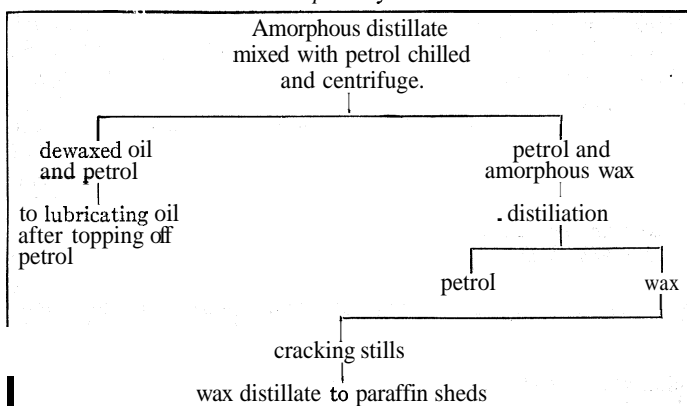 Amorphous distillate
mixed with petrol chilled
and centrifuge.
dewaxed oil
and petrol
petrol and
amorphous wax
to lubricating oil
after topping off
petrol
. distiliation
petrol
wax
cracking stills
wax distillate to paraffin sheds